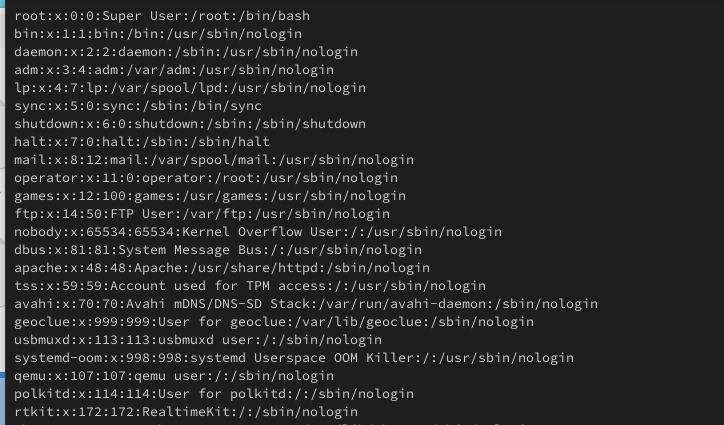 root:x:0:0:Super User:/root:/bin/bash
bin:x:1:1:bin:/bin:/usr/sbin/nologin
daemon:x:2:2:daemon:/sbin:/usr/sbin/nologin
adm:x:3:4:adm:/var/adm:/usr/sbin/nologin
lp:x:4:7:lp:/var/spool/lpd:/usr/sbin/nologin
sync:x:5:0:sync:/sbin:/bin/sync
shutdown:x:6:0:shutdown:/sbin:/sbin/shutdown
halt:x:7:0:halt:/sbin:/sbin/halt
mail:x:8:12:mail:/var/spool/mail:/usr/sbin/nologin
operator:x:11:0:operator:/root:/usr/sbin/nologin
games:x:12:100:games:/usr/games:/usr/sbin/nologin
ftp:x:14:50:FTP User:/var/ftp:/usr/sbin/nologin
nobody:x:65534:65534:Kernel Overflow User:/:/usr/sbin/nologin
dbus:x:81:81:System Message Bus:/:/usr/sbin/nologin
apache:x:48:48:Apache:/usr/share/httpd:/sbin/nologin
tss:x:59:59:Account used for TPM access:/:/usr/sbin/nologin
avahi:x:70:70:Avahi mDNS/DNS-SD Stack:/var/run/avahi-daemon:/sbin/nologin
geoclue:x:999:999:User for geoclue:/var/lib/geoclue:/sbin/nologin
usbmuxd:x:113:113:usbmuxd user:/:/sbin/nologin
systemd-oom:x:998:998:systemd Userspace OOM Killer:/:/usr/sbin/nologin
qemu:x:107:107:qemu user:/:/sbin/nologin
polkitd:x:114:114:User for polkitd:/:/sbin/nologin
rtkit:x:172:172:RealtimeKit:/:/sbin/nologin